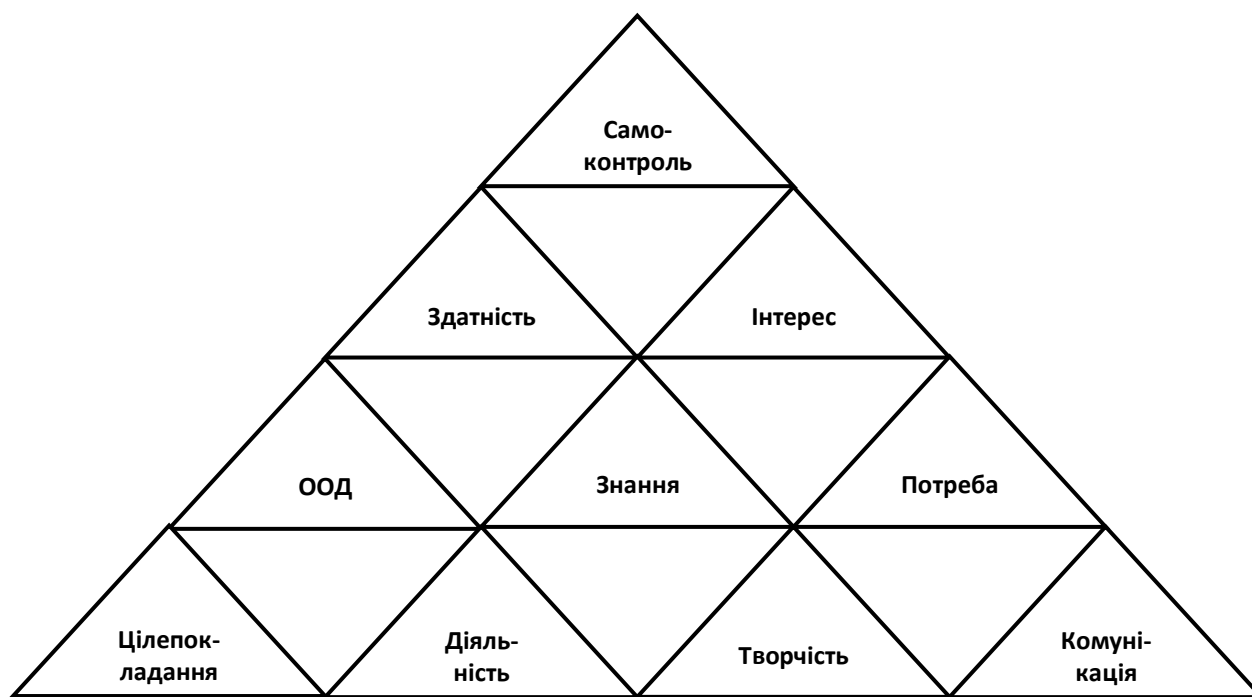 Само-
контроль
Здатність
Інтерес
ООД
Знання
Потреба
Цілепок-
ладання
Діяль-
ність
Творчість
Комуні-
кація